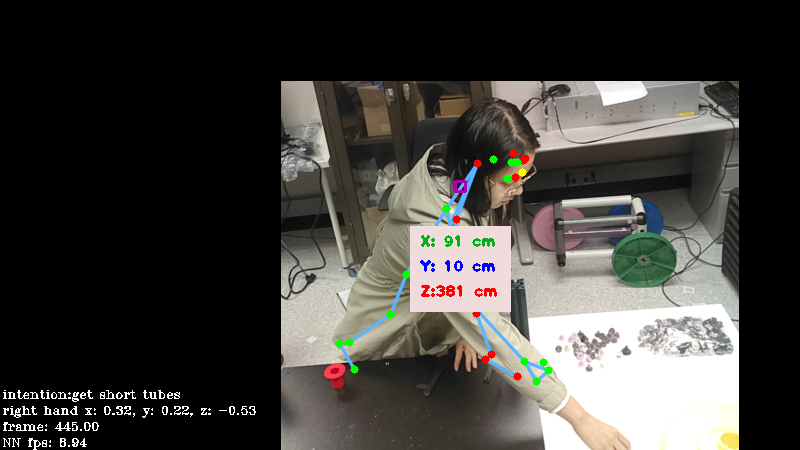 X: 91 cm
Y: 10 cm
Z:381 cm
intention:get short tubes
right hand x: 0.32, y: 0.22, z: -0.53
frame: 445.00
NN fps: 8.94